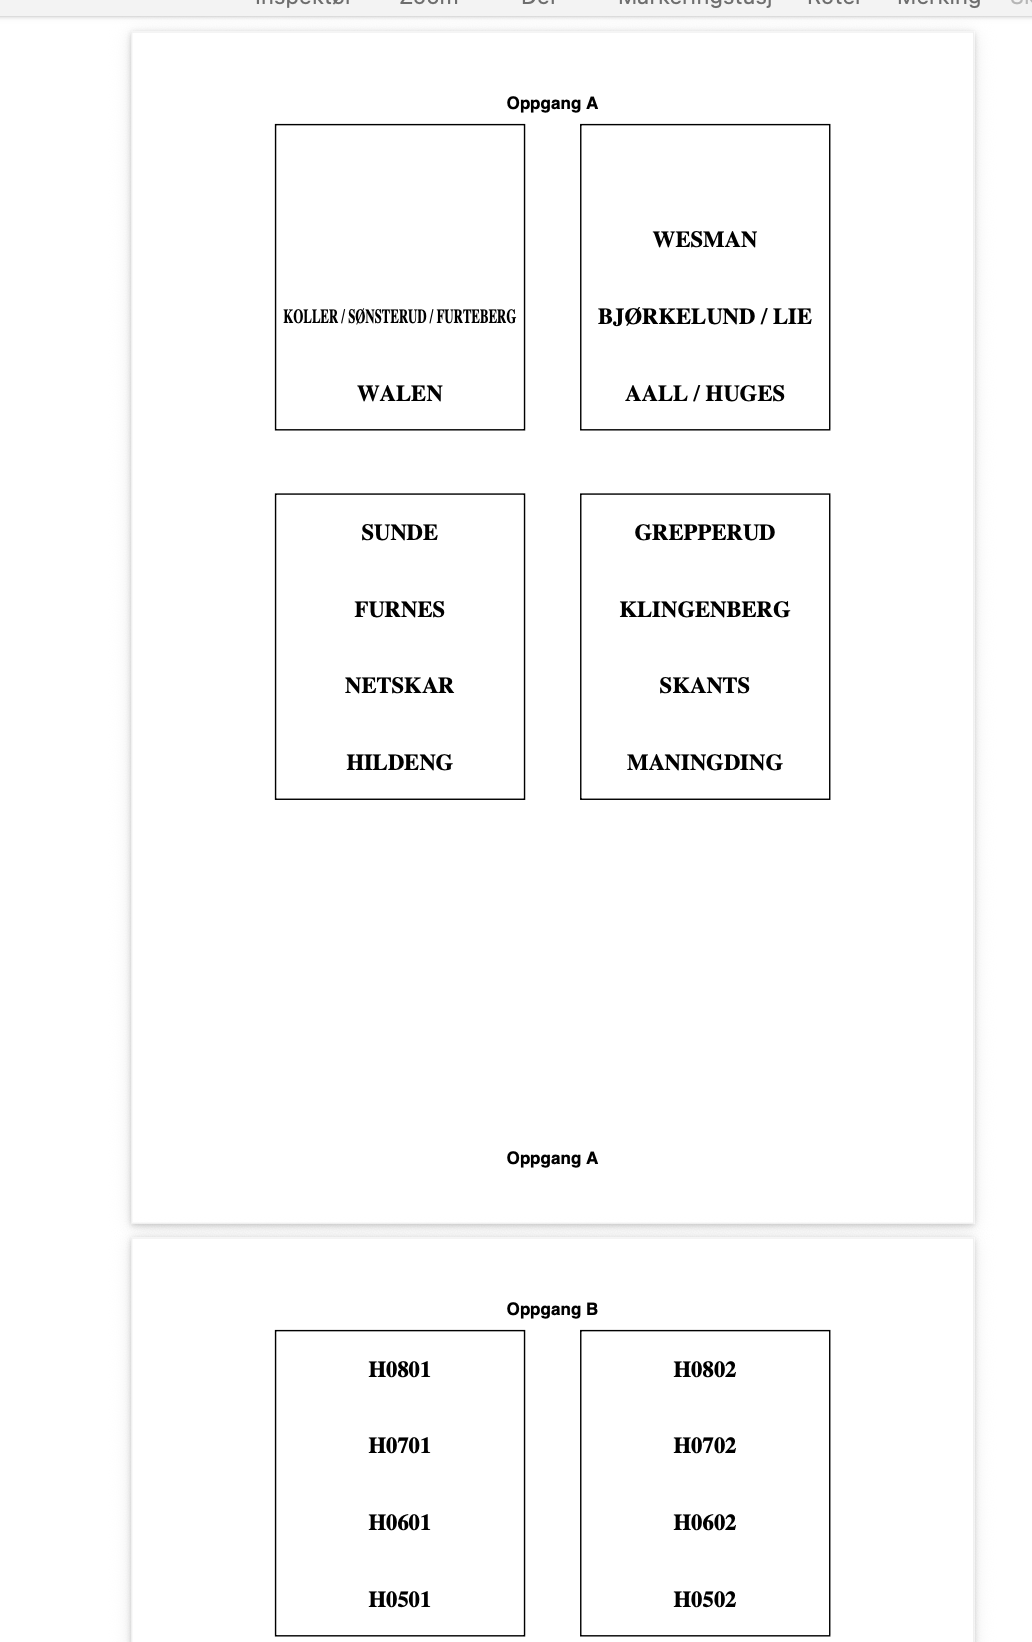 Inspektør Zoom Del Markeringstusj Roter Merking
Oppgang A
WESMAN
KOLLER / SØNSTERUD / FURTEBERG BJØRKELUND / LIE
WALEN AALL / HUGES
SUNDE GREPPERUD
FURNES KLINGENBERG
NETSKAR SKANTS
HILDENG MANINGDING
Oppgang A
Oppgang B
H0801 H0802
H0701 H0702
H0601 H0602
H0501 H0502